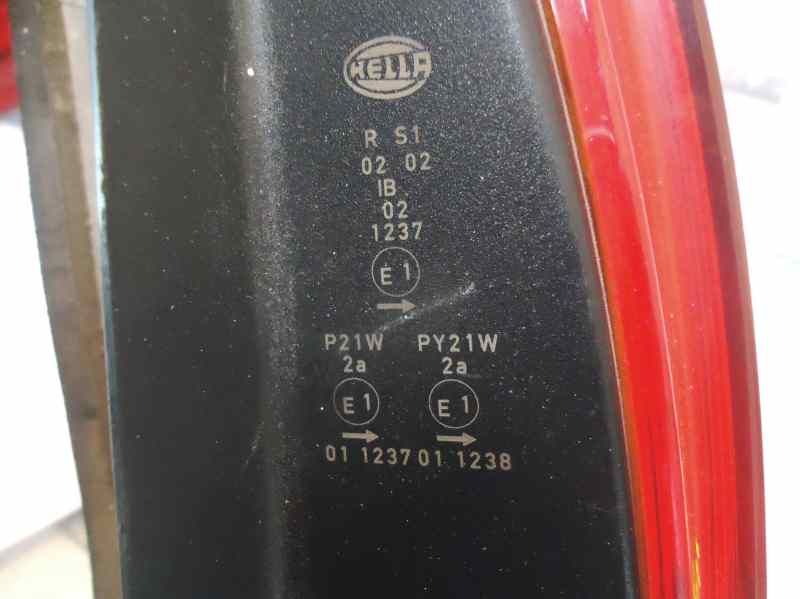 HELLA
R S1
02 02
IB
02
1237
E 1
→
P21W PY21W
2a 2a
E 1 E 1
→ →
01 1237 01 1238